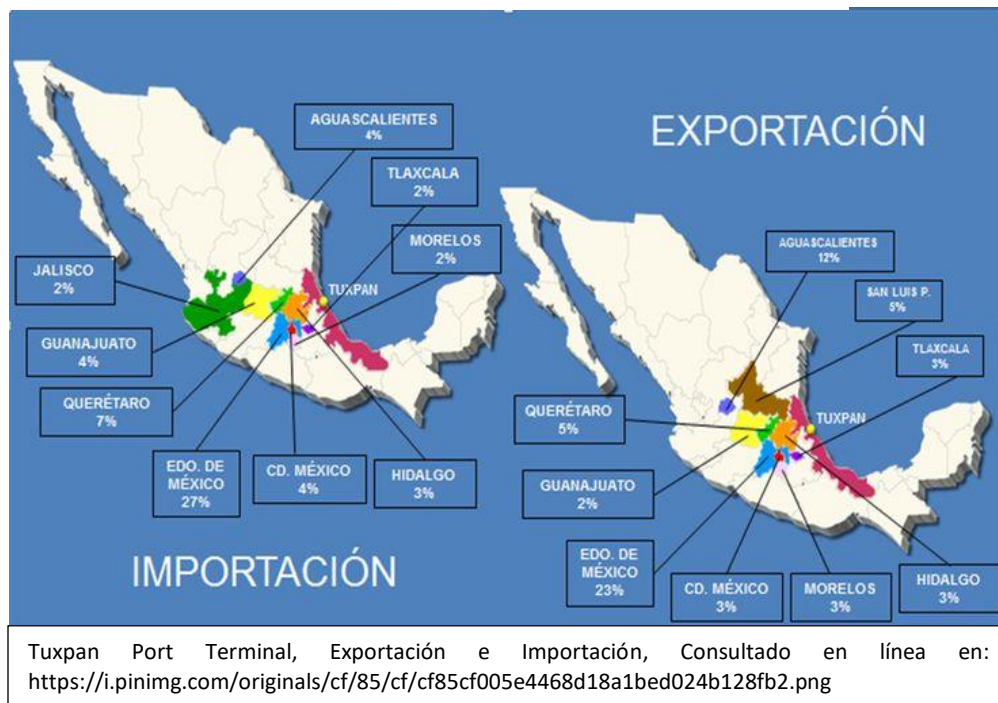 AGUASCALIENTES
4%
TLAXCALA
2%
MORELOS
2%
JALISCO
2%
TUXPAN
GUANAJUATO
4%
QUERÉTARO
7%
EDO. DE
MÉXICO
27%
CD. MÉXICO
4%
HIDALGO
3%
IMPORTACIÓN
EXPORTACIÓN
AGUASCALIENTES
12%
SAN LUIS P.
5%
TLAXCALA
3%
QUERÉTARO
5%
TUXPAN
GUANAJUATO
2%
EDO. DE
MÉXICO
23%
CD. MÉXICO
3%
MORELOS
3%
HIDALGO
3%
Tuxpan Port Terminal, Exportación e Importación, Consultado en línea en:
https://i.pinimg.com/originals/cf/85/cf/cf85cf005e4468d18a1bed024b128fb2.png